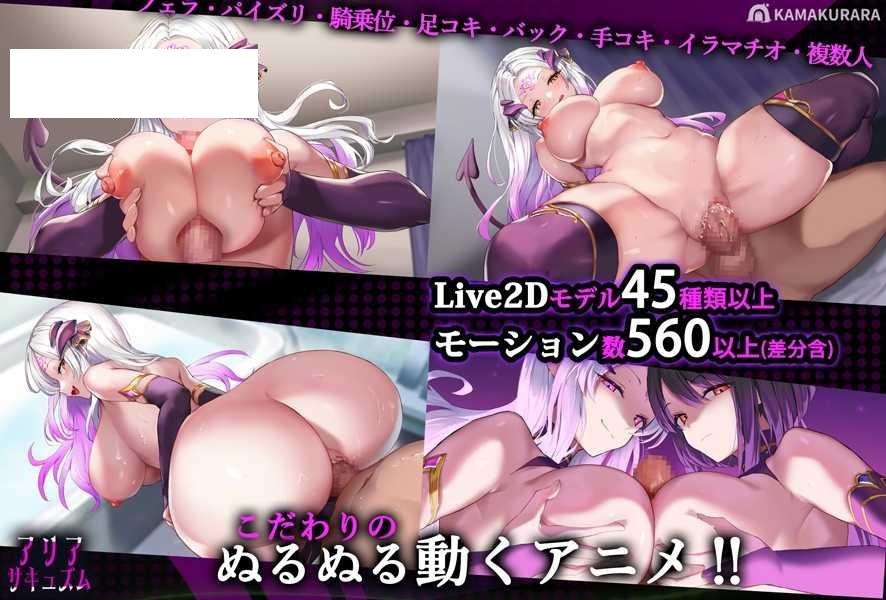 フェラ・パイズリ・騎乗位・足コキ・バック・手コキ・イラマチオ・複数人
KAMAKURARA
Live2Dモデル45種類以上
モーション数560以上(差分含)
こだわりの
ぬるぬる動くアニメ!!
アリア
サキュズム